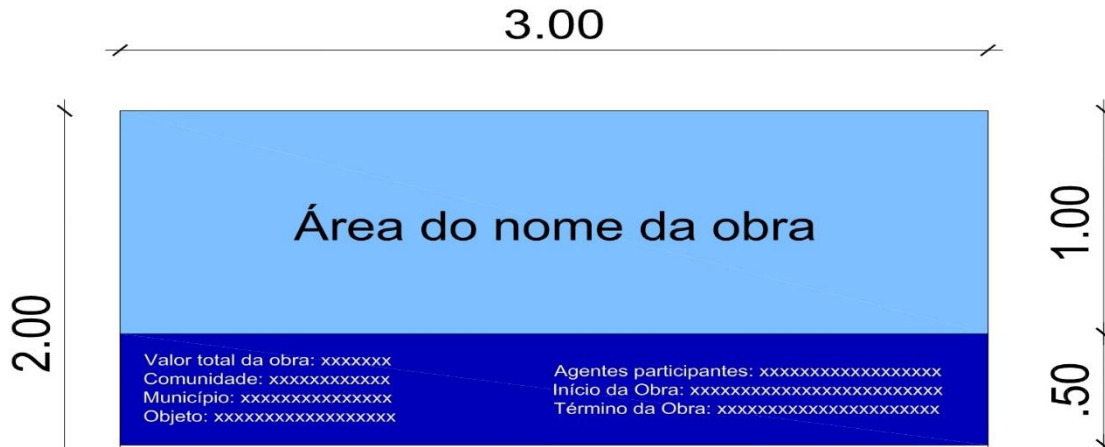 3.00
Área do nome da obra
1.00
2.00
Valor total da obra: xxxxxxx
Comunidade: xxxxxxxxxxxx
Município: xxxxxxxxxxxxxxx
Objeto: xxxxxxxxxxxxxxxxxx
Agentes participantes: xxxxxxxxxxxxxxxxxx
Início da Obra: xxxxxxxxxxxxxxxxxxxxxxxxx
Término da Obra: xxxxxxxxxxxxxxxxxxxxxx
.50